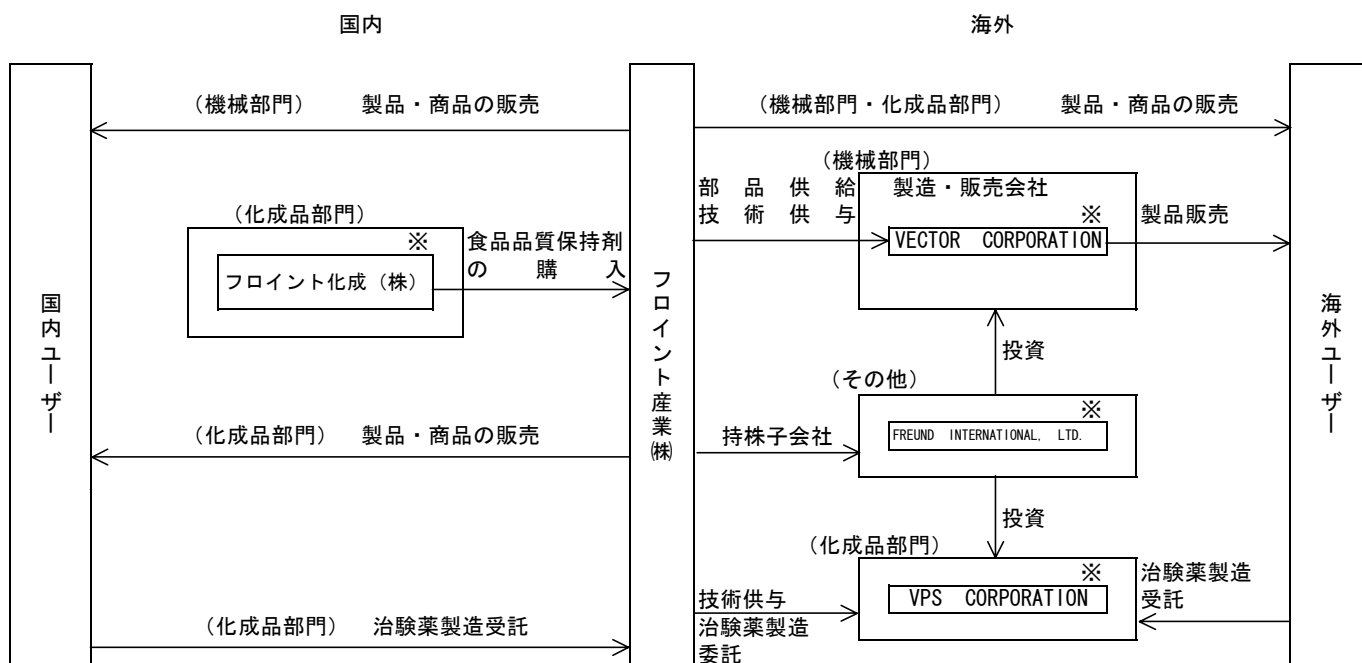 国内
海外
国内ユーザー
（機械部門）　製品・商品の販売
（化成品部門）
※
フロイント化成（株）
食品品質保持剤
の購入
（化成品部門）　製品・商品の販売
（化成品部門）　治験薬製造受託
フロイント産業㈱
（機械部門・化成品部門）　製品・商品の販売
（機械部門）
部品供給
技術供与
製造・販売会社
※
VECTOR CORPORATION
製品販売
投資
（その他）
※
FREUND INTERNATIONAL, LTD.
持株子会社
投資
（化成品部門）
※
VPS CORPORATION
技術供与
治験薬製造
委託
治験薬製造
受託
海外ユーザー